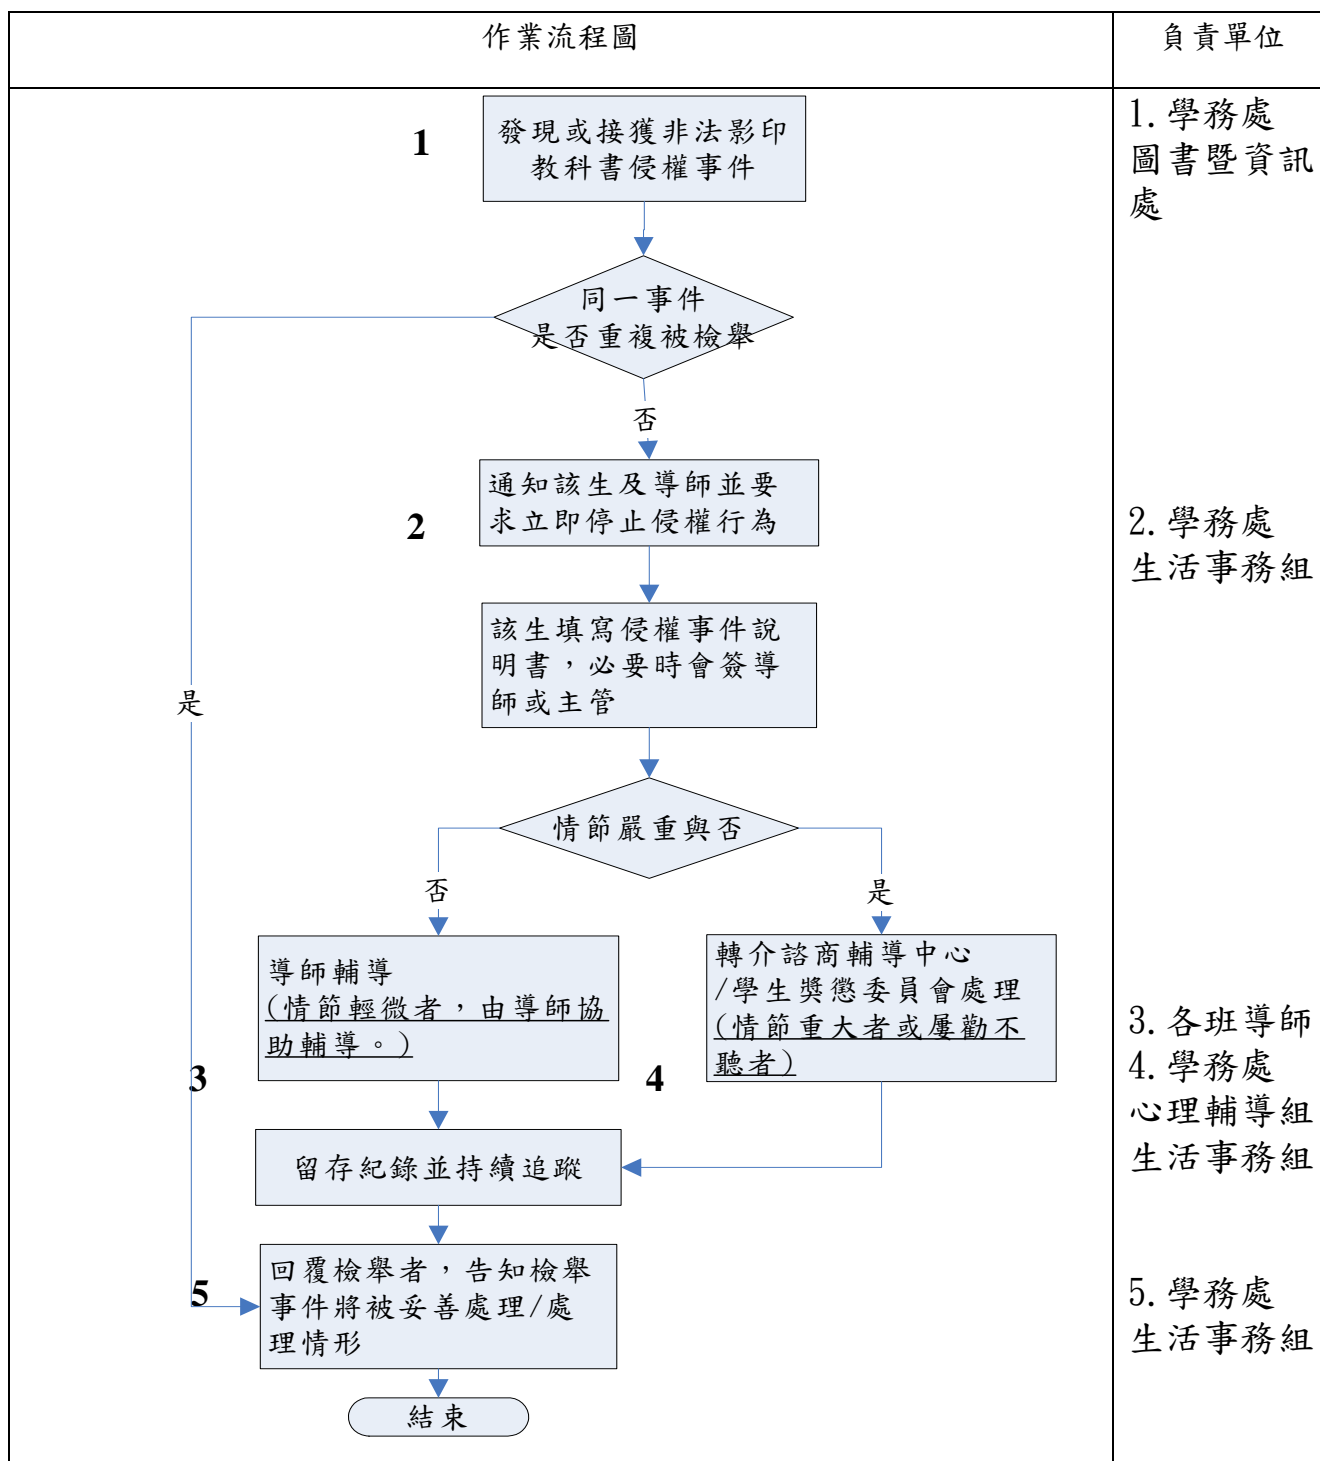 作業流程圖
負責單位
1
發現或接獲非法影印
教科書侵權事件
1.學務處
圖書暨資訊
處
同一事件
是否重複被檢舉
否
是
2
通知該生及導師並要
求立即停止侵權行為
2.學務處
生活事務組
該生填寫侵權事件說
明書，必要時會簽導
師或主管
情節嚴重與否
否
是
3
導師輔導
(情節輕微者，由導師協
助輔導。)
4
轉介諮商輔導中心
/學生獎懲委員會處理
(情節重大者或屢勸不
聽者)
3.各班導師
4.學務處
心理輔導組
生活事務組
留存紀錄並持續追蹤
5
回覆檢舉者，告知檢舉
事件將被妥善處理/處
理情形
5.學務處
生活事務組
結束